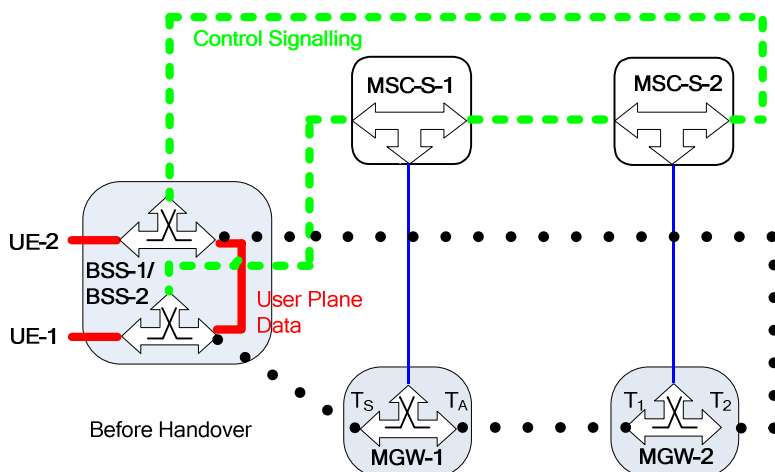 Control Signalling
MSC-S-1
MSC-S-2
UE-2
BSS-1/
BSS-2
User Plane
Data
UE-1
TS
TA
T1
T2
Before Handover
MGW-1
MGW-2